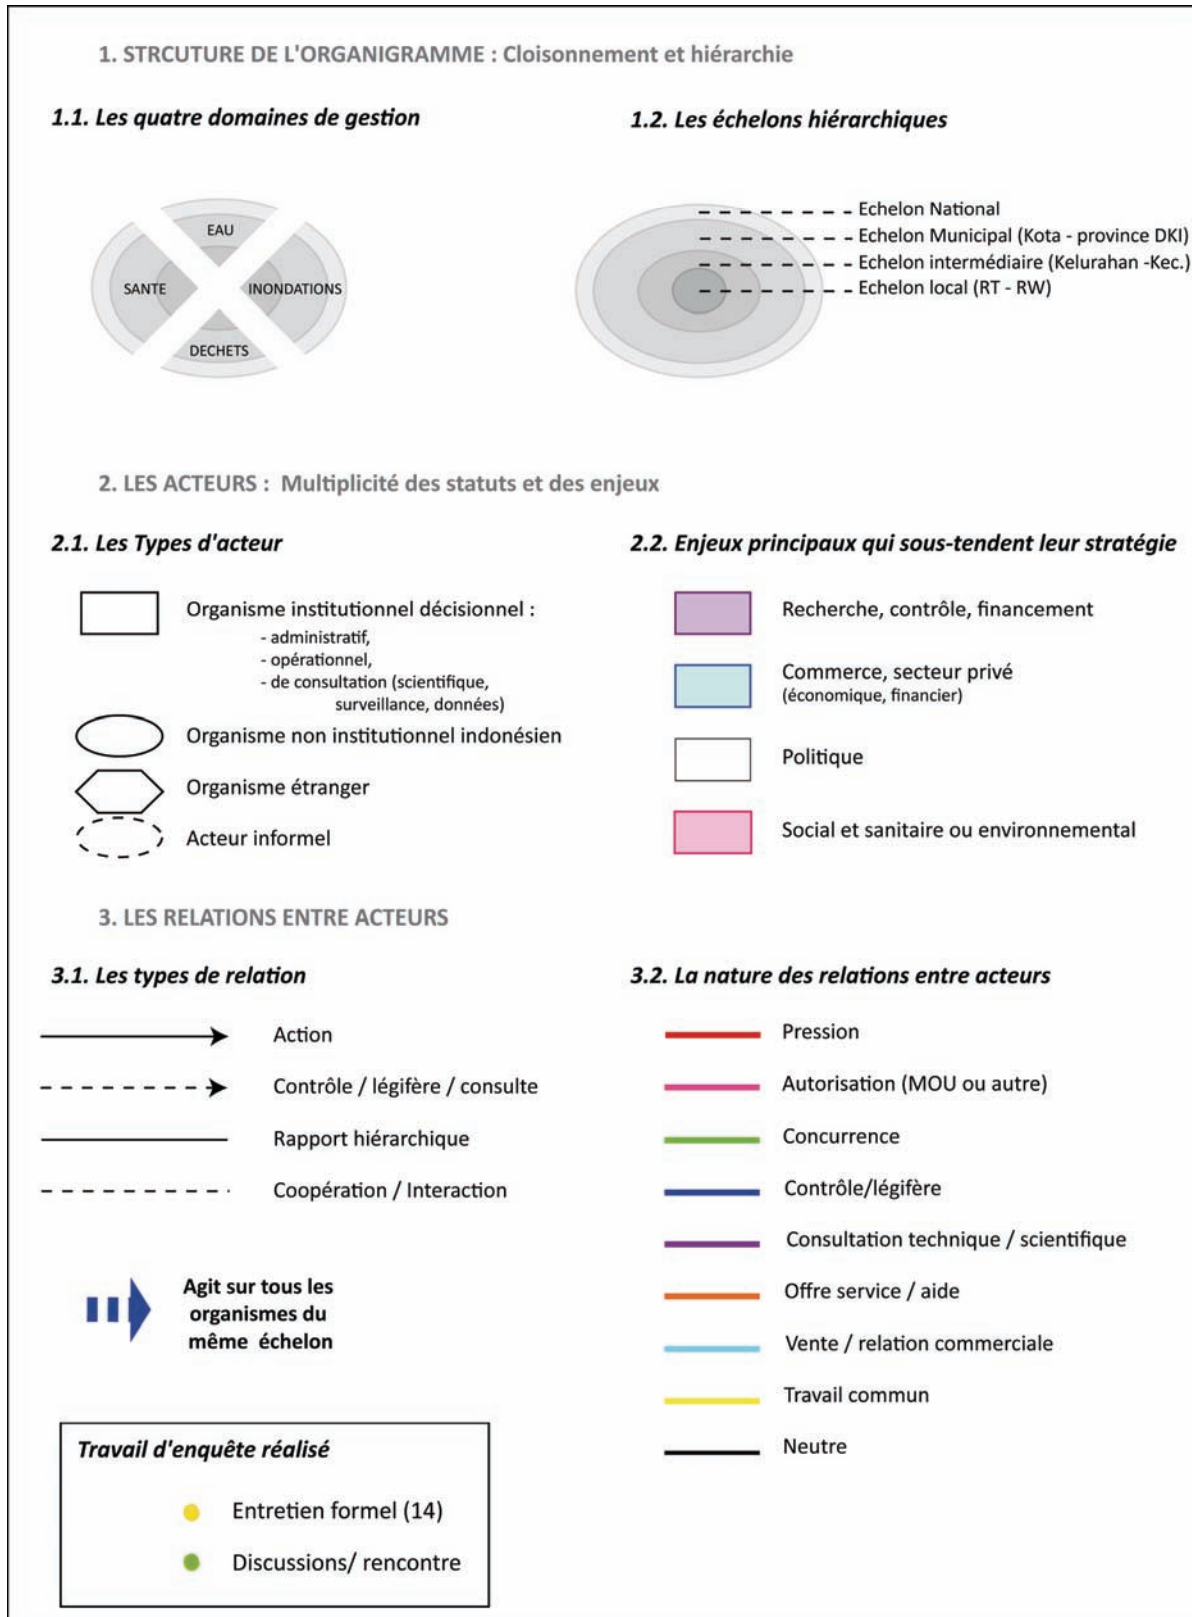 1. STRCUTURE DE L'ORGANIGRAMME : Cloisonnement et hiérarchie
1.1. Les quatre domaines de gestion
EAU
SANTE
INONDATIONS
DECHETS
1.2. Les échelons hiérarchiques
Echelon National
Echelon Municipal (Kota - province DKI)
Echelon intermédiaire (Kelurahan -Kec.)
Echelon local (RT - RW)
2. LES ACTEURS : Multiplicité des statuts et des enjeux
2.1. Les Types d'acteur
Organisme institutionnel décisionnel :
- administratif,
- opérationnel,
- de consultation (scientifique,
surveillance, données)
Organisme non institutionnel indonésien
Organisme étranger
Acteur informel
2.2. Enjeux principaux qui sous-tendent leur stratégie
Recherche, contrôle, financement
Commerce, secteur privé
(économique, financier)
Politique
Social et sanitaire ou environnemental
3. LES RELATIONS ENTRE ACTEURS
3.1. Les types de relation
Action
Contrôle / légifère / consulte
Rapport hiérarchique
Coopération / Interaction
Agit sur tous les
organismes du
même échelon
3.2. La nature des relations entre acteurs
Pression
Autorisation (MOU ou autre)
Concurrence
Contrôle/légifère
Consultation technique / scientifique
Offre service / aide
Vente / relation commerciale
Travail commun
Neutre
Travail d'enquête réalisé
Entretien formel (14)
Discussions/ rencontre